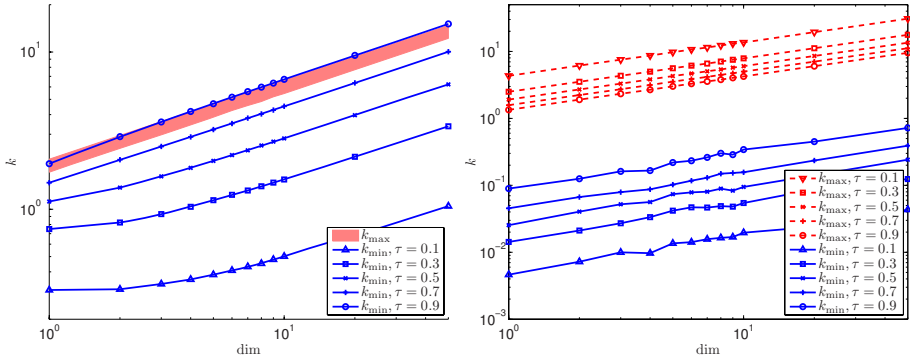 10^1
10^0
k
10^0
10^1
dim
k_max
k_min, τ = 0.1
k_min, τ = 0.3
k_min, τ = 0.5
k_min, τ = 0.7
k_min, τ = 0.9
10^1
10^0
10^−1
10^−2
10^−3
k
10^0
10^1
dim
k_max, τ = 0.1
k_max, τ = 0.3
k_max, τ = 0.5
k_max, τ = 0.7
k_max, τ = 0.9
k_min, τ = 0.1
k_min, τ = 0.3
k_min, τ = 0.5
k_min, τ = 0.7
k_min, τ = 0.9